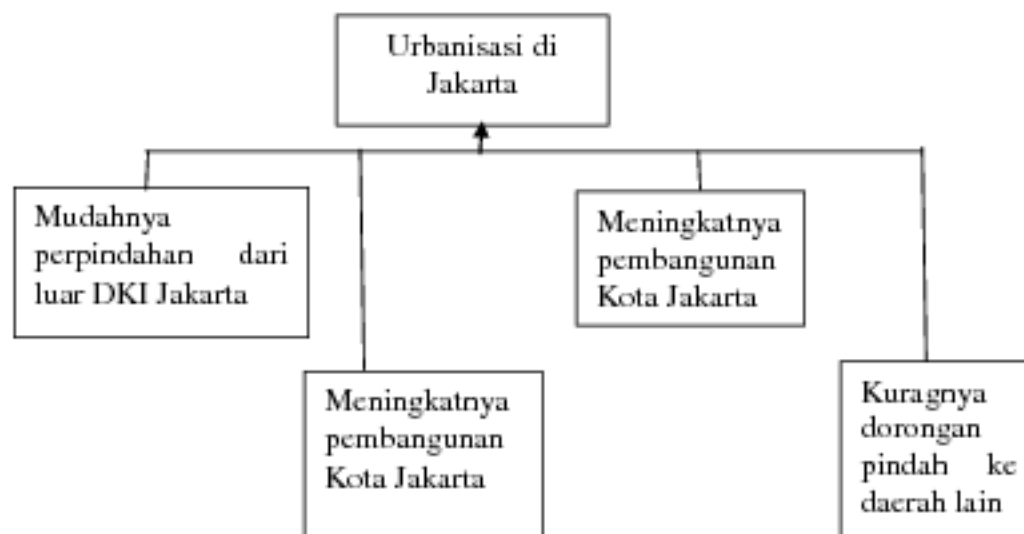 Urbanisasi di
Jakarta
Mudahnya
perpindahan dari
luar DKI Jakarta
Meningkatnya
pembangunan
Kota Jakarta
Meningkatnya
pembangunan
Kota Jakarta
Kuragnya
dorongan
pindah ke
daerah lain